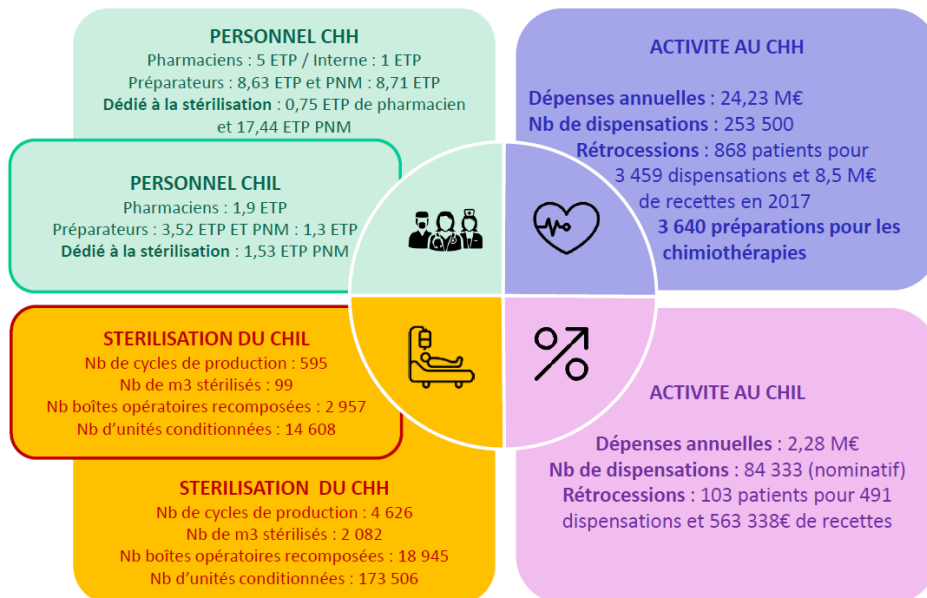 PERSONNEL CHH
Pharmaciens : 5 ETP / Interne : 1 ETP
Préparateurs : 8,63 ETP et PNM : 8,71 ETP
Dédié à la stérilisation : 0,75 ETP de pharmacien
et 17,44 ETP PNM
PERSONNEL CHIL
Pharmaciens : 1,9 ETP
Préparateurs : 3,52 ETP ET PNM : 1,3 ETP
Dédié à la stérilisation : 1,53 ETP PNM
ACTIVITE AU CHH
Dépenses annuelles : 24,23 M€
Nb de dispensations : 253 500
Rétrocessions : 868 patients pour
3 459 dispensations et 8,5 M€
de recettes en 2017
3 640 préparations pour les
chimiothérapies
STERILISATION DU CHIL
Nb de cycles de production : 595
Nb de m3 stérilisés : 99
Nb boîtes opératoires recomposées : 2 957
Nb d'unités conditionnées : 14 608
STERILISATION DU CHH
Nb de cycles de production : 4 626
Nb de m3 stérilisés : 2 082
Nb boîtes opératoires recomposées : 18 945
Nb d'unités conditionnées : 173 506
ACTIVITE AU CHIL
Dépenses annuelles : 2,28 M€
Nb de dispensations : 84 333 (nominatif)
Rétrocessions : 103 patients pour 491
dispensations et 563 338€ de recettes